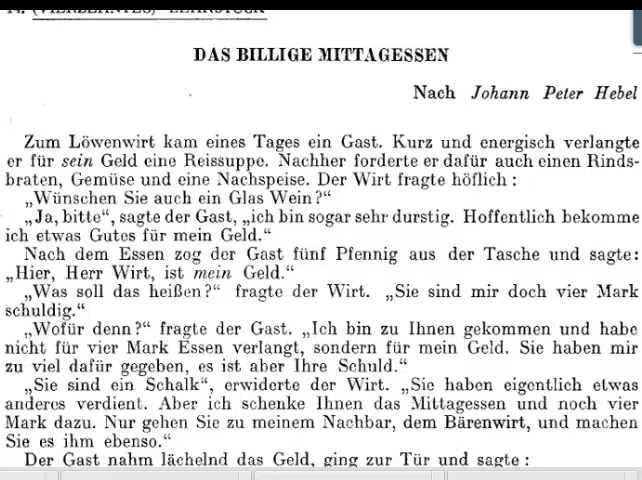 14. (VIERZEHNTES) LEHRSTÜCK
DAS BILLIGE MITTAGESSEN
Nach Johann Peter Hebel
Zum Löwenwirt kam eines Tages ein Gast. Kurz und energisch verlangte
er für sein Geld eine Reissuppe. Nachher forderte er dafür auch einen Rinds-
braten, Gemüse und eine Nachspeise. Der Wirt fragte höflich :
„Wünschen Sie auch ein Glas Wein?“
„Ja, bitte“, sagte der Gast, „ich bin sogar sehr durstig. Hoffentlich bekomme
ich etwas Gutes für mein Geld.“
Nach dem Essen zog der Gast fünf Pfennig aus der Tasche und sagte:
„Hier, Herr Wirt, ist mein Geld.“
„Was soll das heißen?“ fragte der Wirt. „Sie sind mir doch vier Mark
schuldig.“
„Wofür denn?“ fragte der Gast. „Ich bin zu Ihnen gekommen und habe
nicht für vier Mark Essen verlangt, sondern für mein Geld. Sie haben mir
zu viel dafür gegeben, es ist aber Ihre Schuld.“
„Sie sind ein Schalk“, erwiderte der Wirt. „Sie haben eigentlich etwas
anderes verdient. Aber ich schenke Ihnen das Mittagessen und noch vier
Mark dazu. Nur gehen Sie zu meinem Nachbar, dem Bärenwirt, und machen
Sie es ihm ebenso.“
Der Gast nahm lächelnd das Geld, ging zur Tür und sagte :